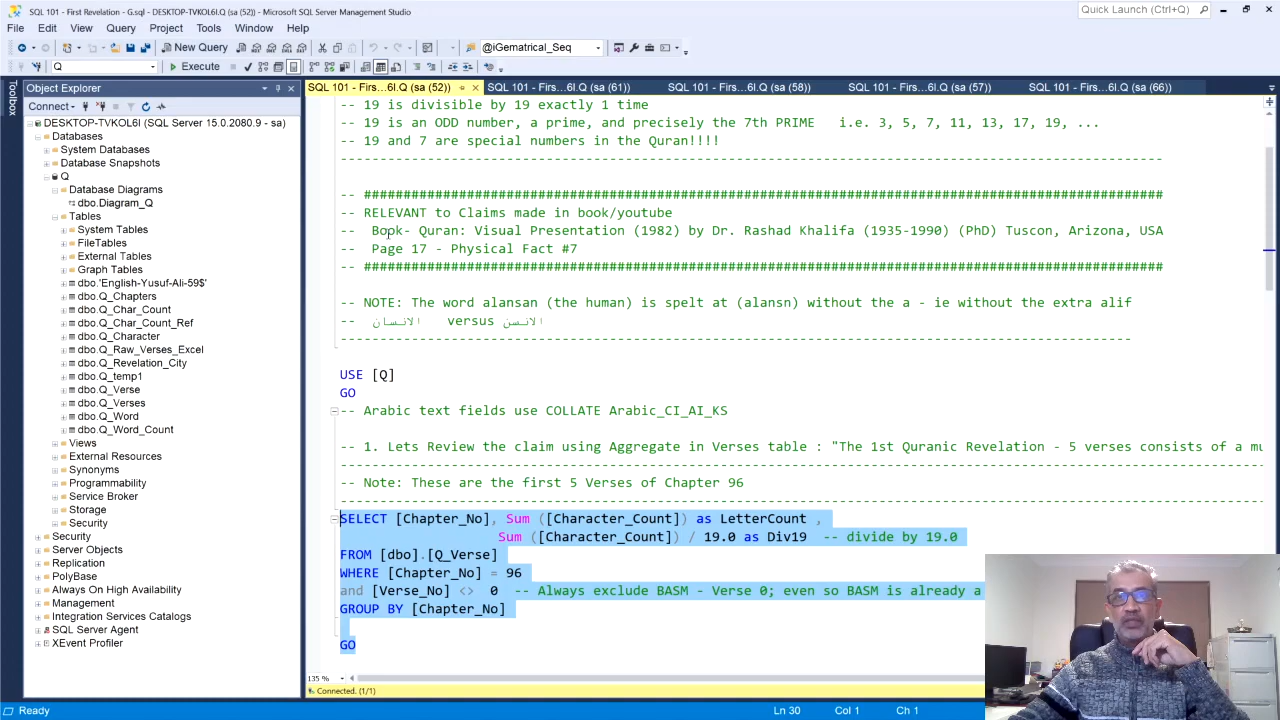 SQL 101 - First Revelation - G.sql - DESKTOP-TVKOL6I.Q (sa (52)) - Microsoft SQL Server Management Studio
Quick Launch (Ctrl+Q)
File Edit View Query Project Tools Window Help
New Query
@iGematrical_Seq
Q
Execute
Toolbox
Object Explorer
Connect
DESKTOP-TVKOL6I (SQL Server 15.0.2080.9 - sa)
Databases
System Databases
Database Snapshots
Q
Database Diagrams
dbo.Diagram_Q
Tables
System Tables
FileTables
External Tables
Graph Tables
dbo.'English-Yusuf-Ali-59$'
dbo.Q_Chapters
dbo.Q_Char_Count
dbo.Q_Char_Count_Ref
dbo.Q_Character
dbo.Q_Raw_Verses_Excel
dbo.Q_Revelation_City
dbo.Q_temp1
dbo.Q_Verse
dbo.Q_Verses
dbo.Q_Word
dbo.Q_Word_Count
Views
External Resources
Synonyms
Programmability
Service Broker
Storage
Security
Security
Server Objects
Replication
PolyBase
Always On High Availability
Management
Integration Services Catalogs
SQL Server Agent
XEvent Profiler
SQL 101 - Firs...6I.Q (sa (52)) SQL 101 - Firs...6I.Q (sa (61)) SQL 101 - Firs...6I.Q (sa (58)) SQL 101 - Firs...6I.Q (sa (57)) SQL 101 - Firs...6I.Q (sa (66))
-- 19 is divisible by 19 exactly 1 time
-- 19 is an ODD number, a prime, and precisely the 7th PRIME i.e. 3, 5, 7, 11, 13, 17, 19, ...
-- 19 and 7 are special numbers in the Quran!!!!
-- RELEVANT to Claims made in book/youtube
-- Book- Quran: Visual Presentation (1982) by Dr. Rashad Khalifa (1935-1990) (PhD) Tuscon, Arizona, USA
-- Page 17 - Physical Fact #7
-- NOTE: The word alansan (the human) is spelt at (alansn) without the a - ie without the extra alif
-- الانسان versus الانسن
USE [Q]
GO
-- Arabic text fields use COLLATE Arabic_CI_AI_KS
-- 1. Lets Review the claim using Aggregate in Verses table : "The 1st Quranic Revelation - 5 verses consists of a mu
-- Note: These are the first 5 Verses of Chapter 96
SELECT [Chapter_No], Sum ([Character_Count]) as LetterCount ,
Sum ([Character_Count]) / 19.0 as Div19 -- divide by 19.0
FROM [dbo].[Q_Verse]
WHERE [Chapter_No] = 96
and [Verse_No] <> 0 -- Always exclude BASM - Verse 0; even so BASM is already a
GROUP BY [Chapter_No]
GO
135 %
Connected. (1/1)
Ready Ln 30 Col 1 Ch 1